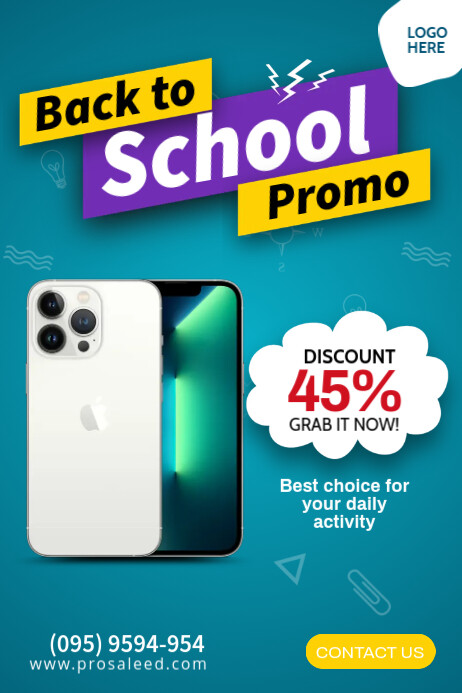 LOGO
HERE
Back to
School
Promo
DISCOUNT
45%
GRAB IT NOW!
Best choice for
your daily
activity
(095) 9594-954
www.prosaleed.com
CONTACT US